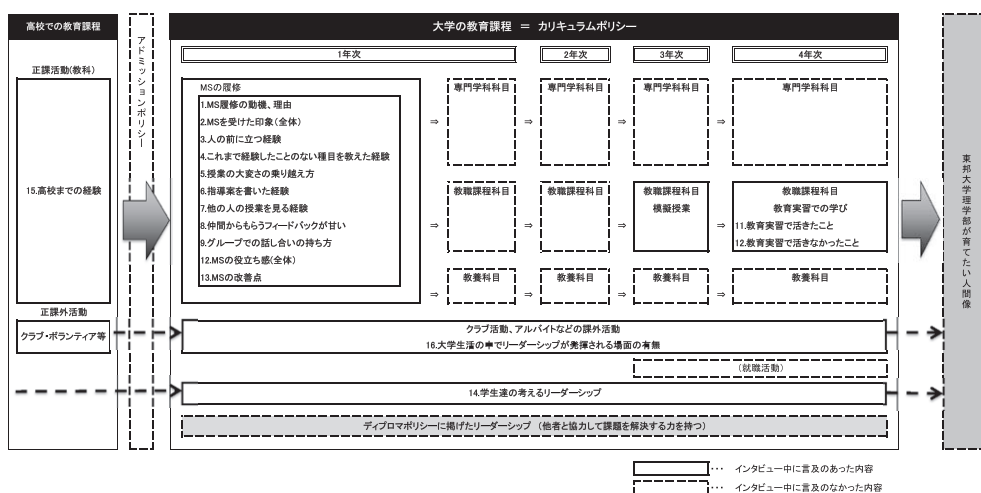 高校での教育課程
正課活動(教科)
15.高校までの経験
正課外活動
クラブ・ボランティア等
アドミッションポリシー
大学の教育課程 = カリキュラムポリシー
1年次
2年次
3年次
4年次
MSの履修
1.MS履修の動機、理由
2.MSを受けた印象(全体)
3.人の前に立つ経験
4.これまで経験したことのない種目を教えた経験
5.授業の大変さの乗り越え方
6.指導案を書いた経験
7.他の人の授業を見る経験
8.仲間からもらうフィードバックが甘い
9.グループでの話し合いの持ち方
12.MSの役立ち感(全体)
13.MSの改善点
⇒
専門学科科目
⇒
専門学科科目
⇒
専門学科科目
⇒
専門学科科目
⇒
教職課程科目
⇒
教職課程科目
⇒
教職課程科目
模擬授業
⇒
教職課程科目
教育実習での学び
11.教育実習で活きたこと
12.教育実習で活きなかったこと
⇒
教養科目
⇒
教養科目
⇒
教養科目
⇒
教養科目
クラブ活動、アルバイトなどの課外活動
16.大学生活の中でリーダーシップが発揮される場面の有無
(就職活動)
14.学生達の考えるリーダーシップ
ディプロマポリシーに掲げたリーダーシップ (他者と協力して課題を解決する力を持つ)
東邦大学理学部が育てたい人間像
・・・ インタビュー中に言及のあった内容
・・・ インタビュー中に言及のなかった内容